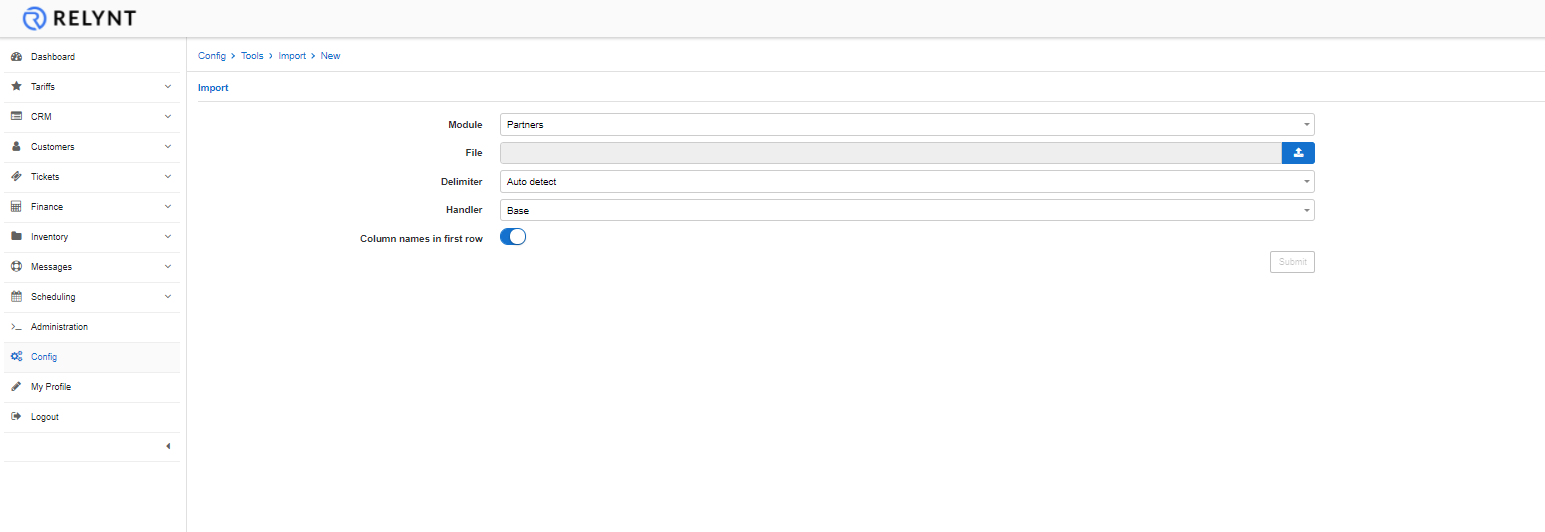 RELYNT
Dashboard
Tariffs
CRM
Customers
Tickets
Finance
Inventory
Messages
Scheduling
Administration
Config
My Profile
Logout
Config > Tools > Import > New
Import
Module Partners
File
Delimiter Auto detect
Handler Base
Column names in first row
Submit